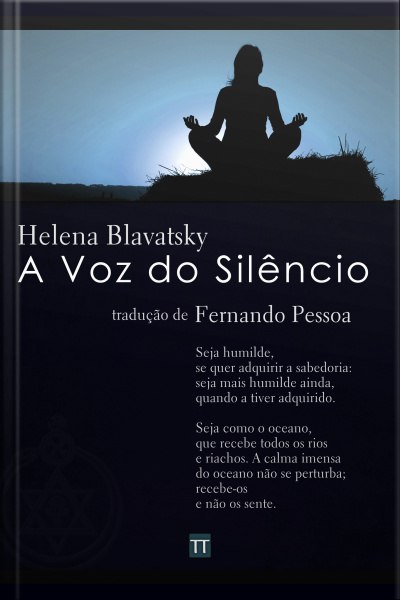 Helena Blavatsky
A Voz do Silêncio
tradução de Fernando Pessoa
Seja humilde,
se quer adquirir a sabedoria:
seja mais humilde ainda,
quando a tiver adquirido.
Seja como o oceano,
que recebe todos os rios
e riachos. A calma imensa
do oceano não se perturba;
recebe-os
e não os sente.
TT